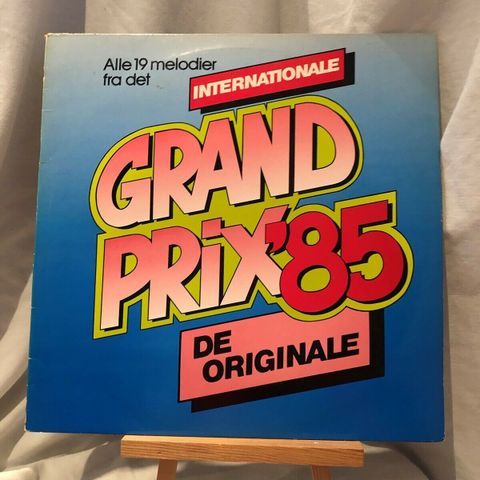 Alle 19 melodier
fra det
INTERNATIONALE
GRAND
PRiX'85
DE
ORIGINALE